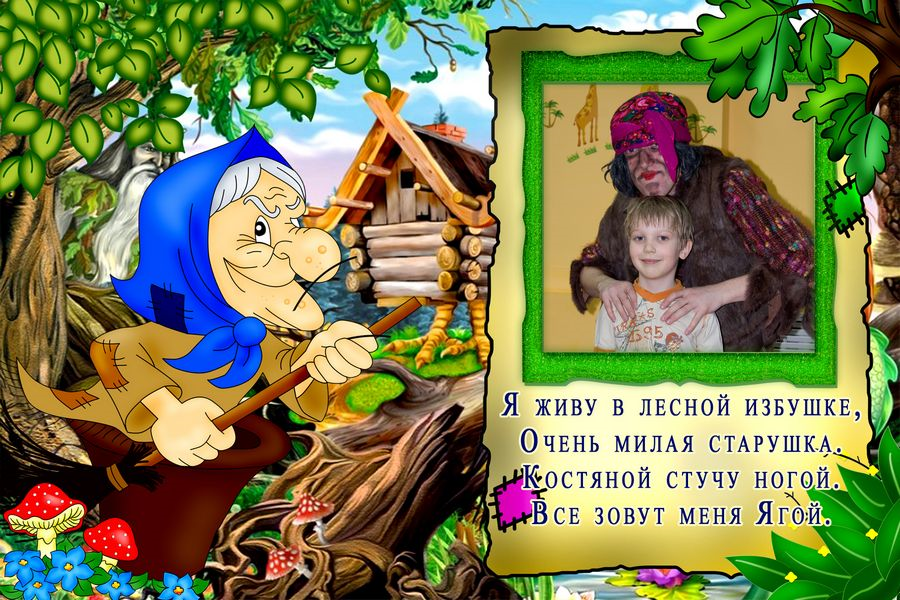 Я живу в лесной избушке,
Очень милая старушка.
Костяной стучу ногой.
Все зовут меня Ягой.